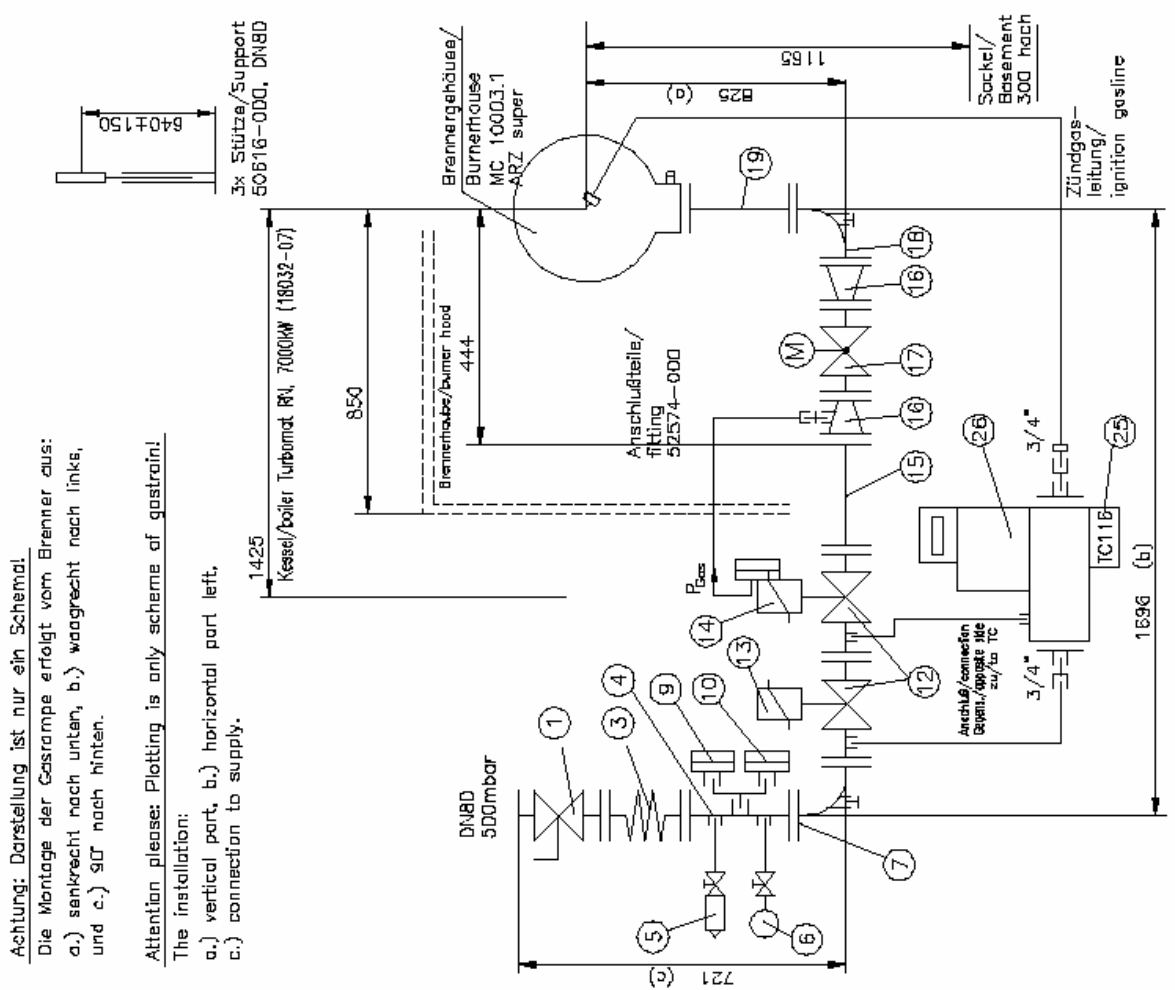 Achtung: Darstellung ist nur ein Schema!
Die Montage der Gasrampe erfolgt vom Brenner aus:
a.) senkrecht nach unten, b.) waagrecht nach links,
und c.) 90° nach hinten.
Attention please: Plotting is only scheme of gastrain!
The installation:
a.) vertical part, b.) horizontal part left,
c.) connection to supply.
640±150
3x Stütze/Support
50616-000, DN80
1425
Kessel/boiler Turbomat RN, 7000KW (18032-07)
850
Brennerhaube/burner hood
444
Brennergehäuse/
Burnerhouse
MC 10003.1
ARZ super
825 (a)
1165
Sockel/
Basement
300 hoch
Zündgas-
leitung/
ignition gasline
Anschlußteile/
fitting
52574-000
DN80
500mbar
PGas
M
1
3
4
5
6
7
9
10
12
13
14
15
16
17
16
18
19
25
26
TC116
3/4"
3/4"
Anschluß/connection
Gegens./opposite side
zu/to TC
721 (c)
1696 (b)